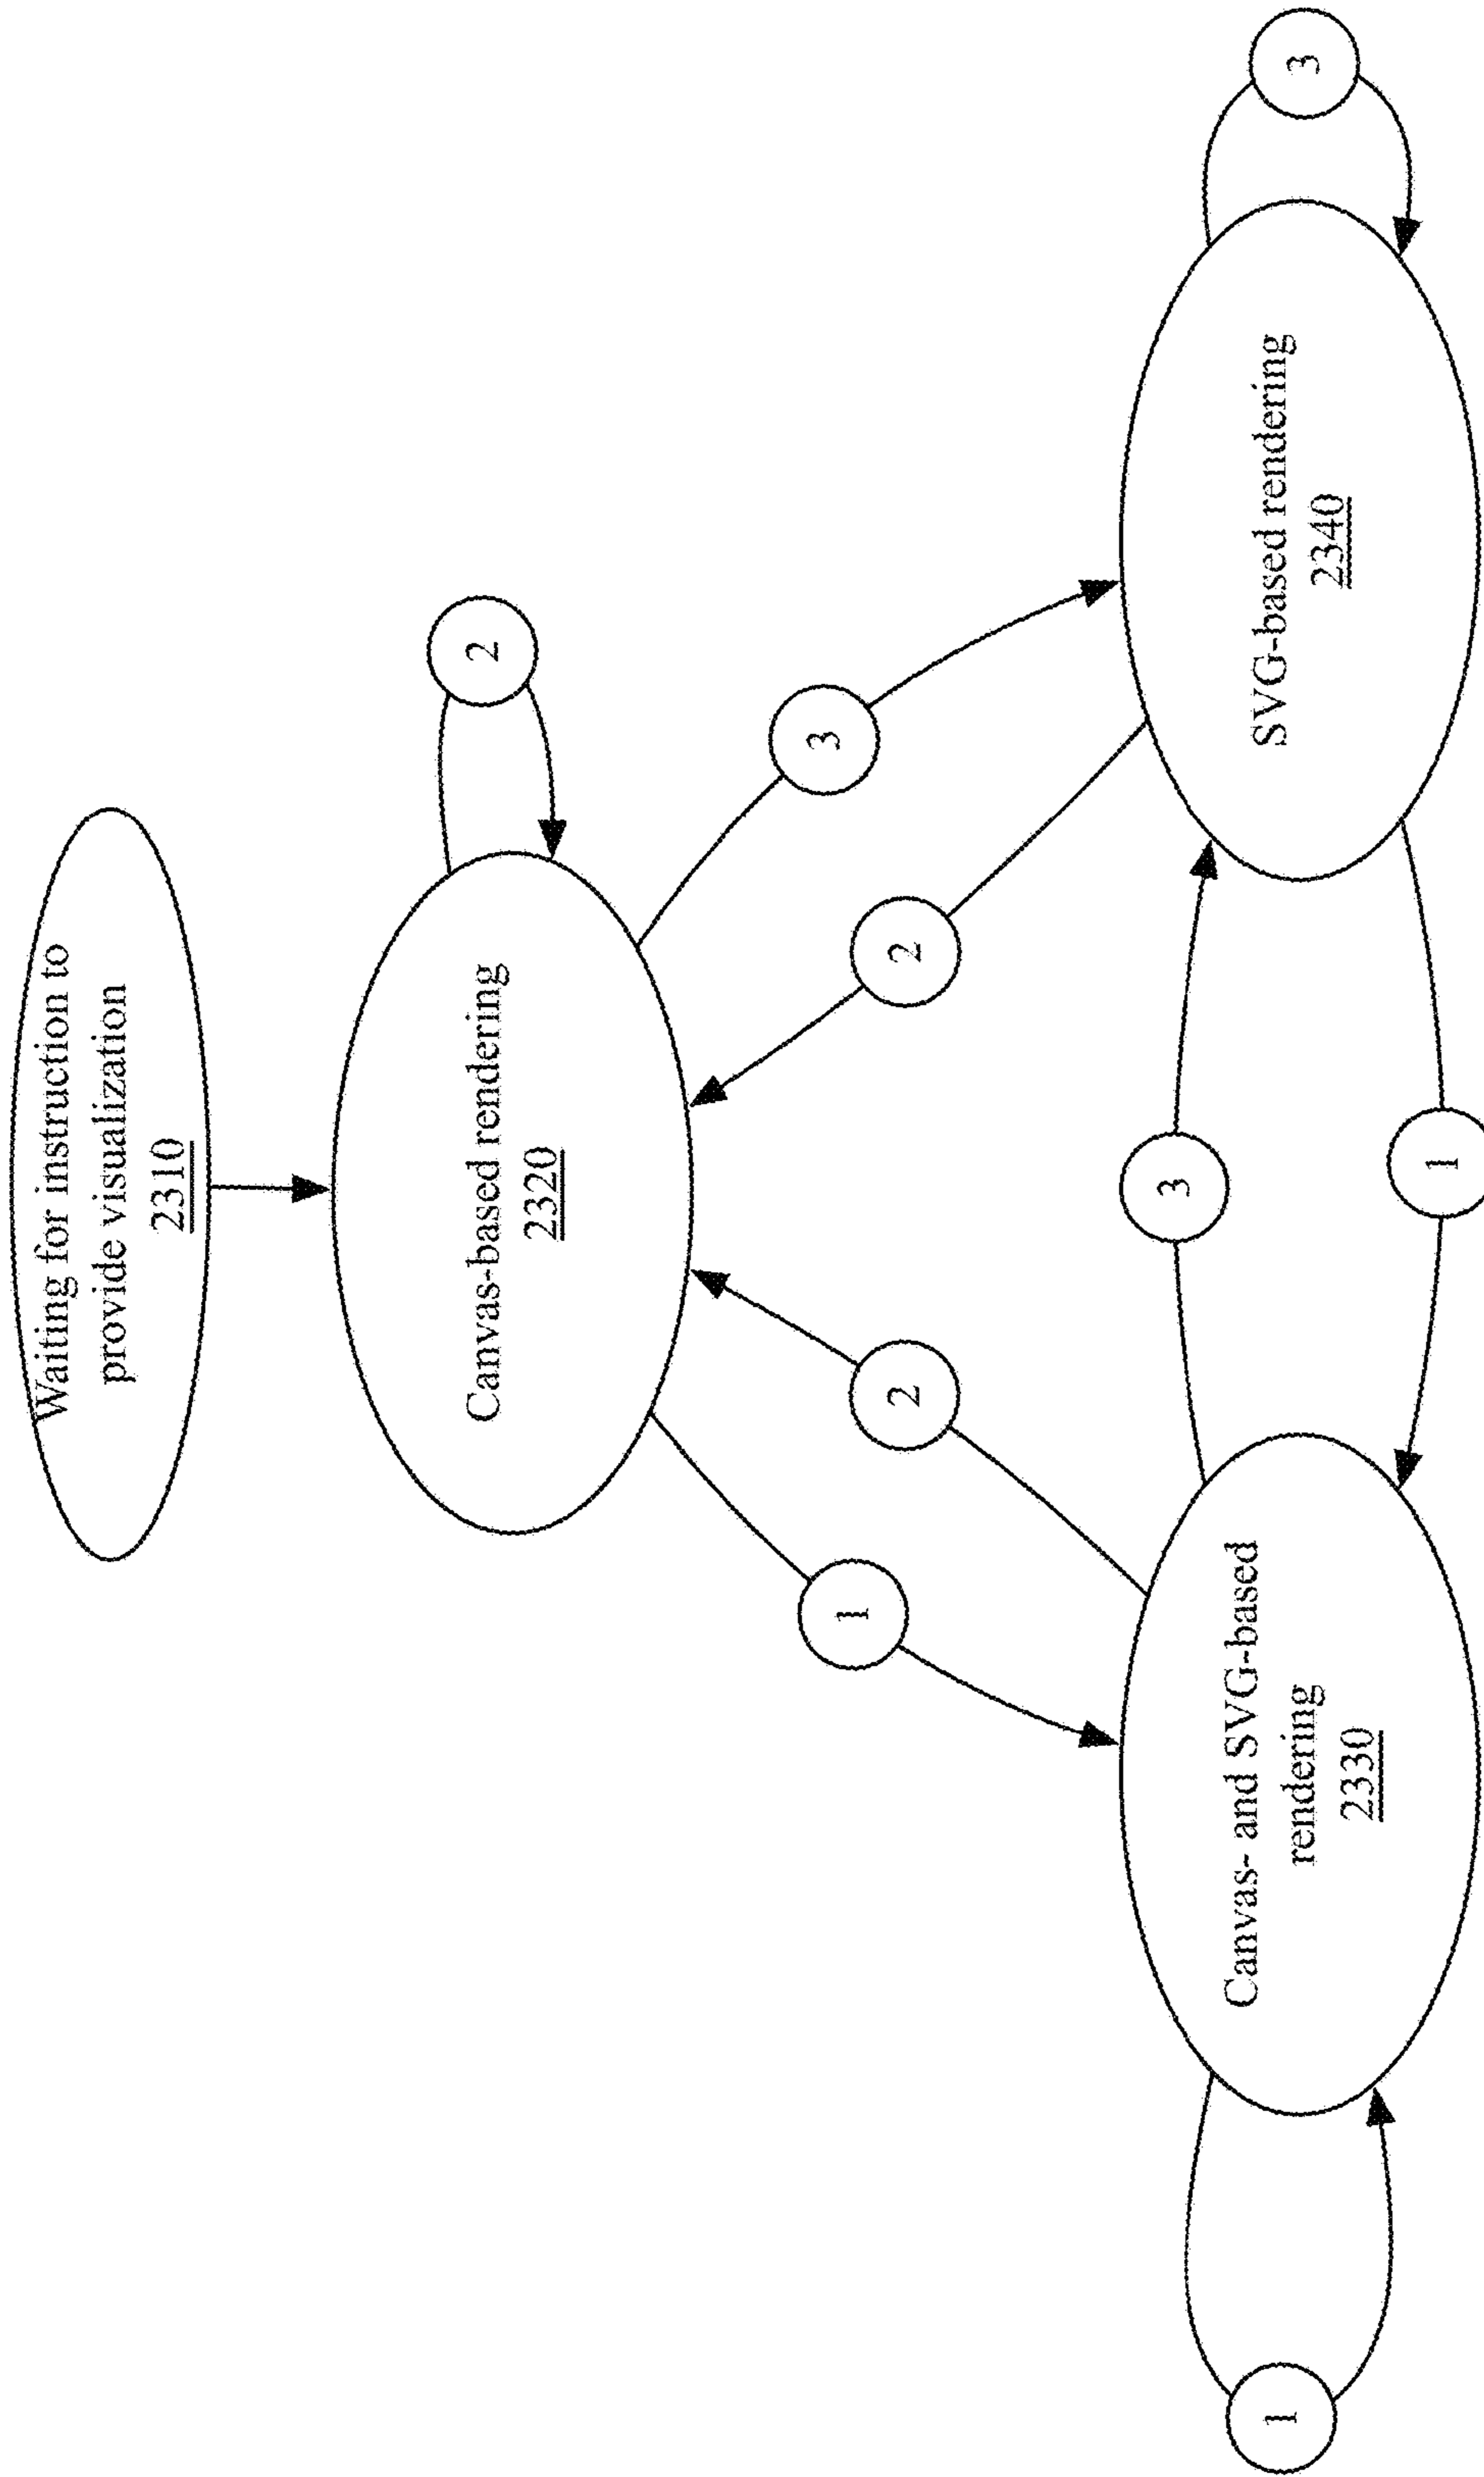 Waiting for instruction to
provide visualization
2310
Canvas-based rendering
2320
2
1
2
2
3
Canvas- and SVG-based
rendering
2330
1
3
1
SVG-based rendering
2340
3